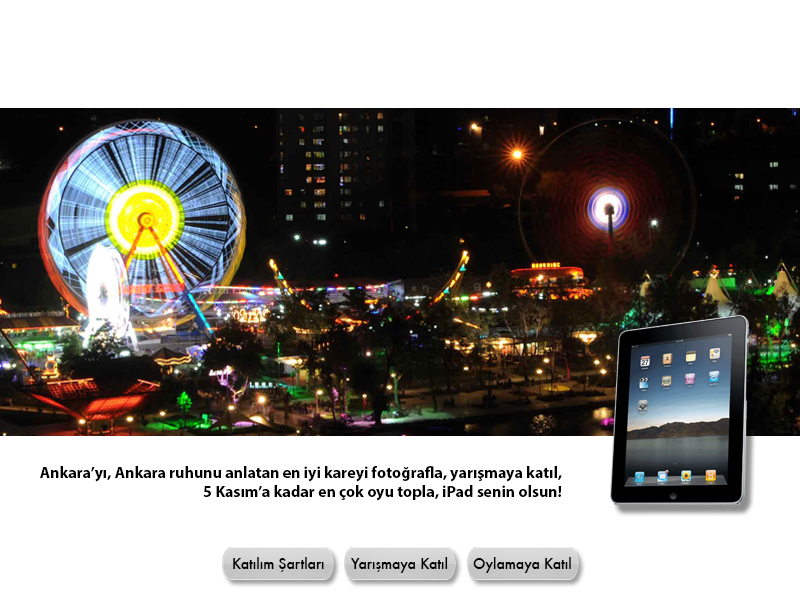 Ankara'yı, Ankara ruhunu anlatan en iyi kareyi fotoğrafla, yarışmaya katıl,
5 Kasım'a kadar en çok oyu topla, iPad senin olsun!
Katılım Şartları
Yarışmaya Katıl
Oylamaya Katıl